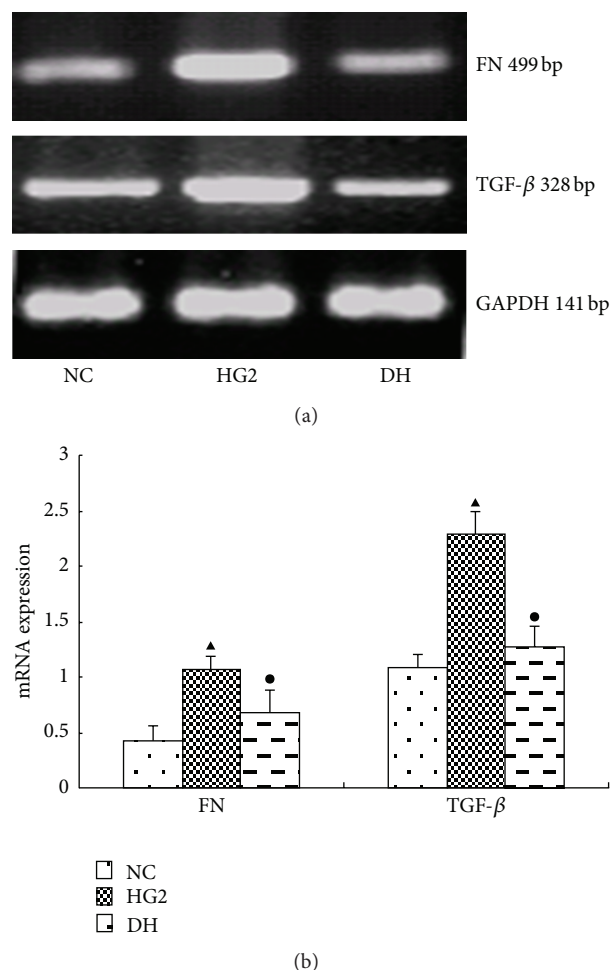 FN 499 bp
TGF-β 328 bp
GAPDH 141 bp
NC HG2 DH
(a)
3
2.5
2
1.5
1
0.5
0
mRNA expression
FN TGF-β
NC
HG2
DH
(b)